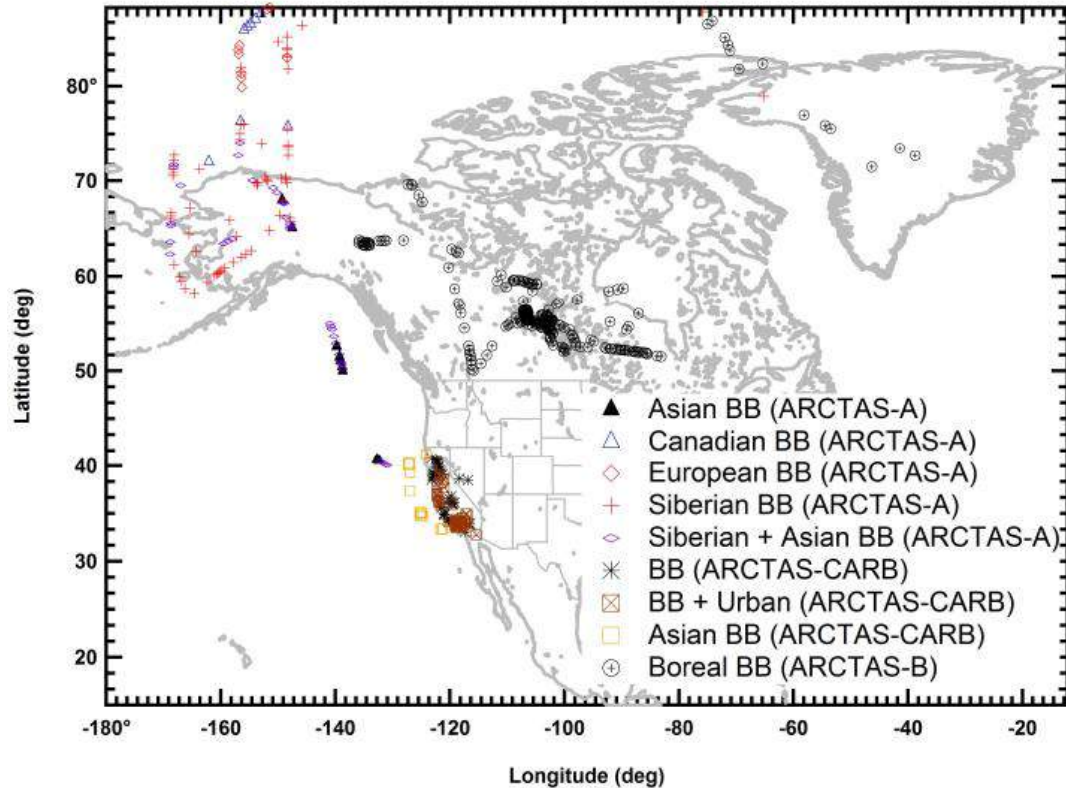 80°
70
60
50
40
30
20
Latitude (deg)
Asian BB (ARCTAS-A)
Canadian BB (ARCTAS-A)
European BB (ARCTAS-A)
Siberian BB (ARCTAS-A)
Siberian + Asian BB (ARCTAS-A)
BB (ARCTAS-CARB)
BB + Urban (ARCTAS-CARB)
Asian BB (ARCTAS-CARB)
Boreal BB (ARCTAS-B)
-180° -160 -140 -120 -100 -80 -60 -40 -20
Longitude (deg)